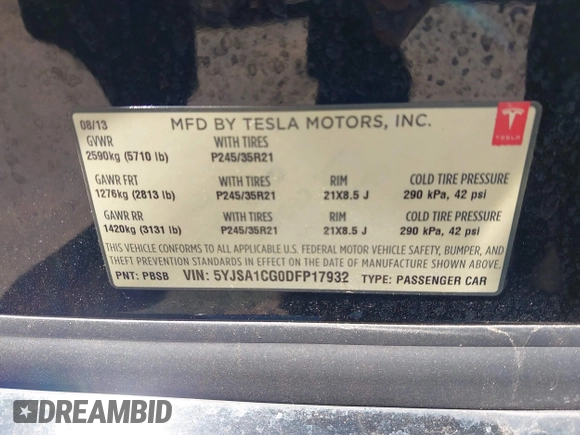 08/13 MFD BY TESLA MOTORS, INC.
GVWR WITH TIRES
2590kg (5710 lb) P245/35R21
GAWR FRT WITH TIRES RIM COLD TIRE PRESSURE
1276kg (2813 lb) P245/35R21 21X8.5 J 290 kPa, 42 psi
GAWR RR WITH TIRES RIM COLD TIRE PRESSURE
1420kg (3131 lb) P245/35R21 21X8.5 J 290 kPa, 42 psi
THIS VEHICLE CONFORMS TO ALL APPLICABLE U.S. FEDERAL MOTOR VEHICLE SAFETY, BUMPER, AND
THEFT PREVENTION STANDARDS IN EFFECT ON THE DATE OF MANUFACTURE SHOWN ABOVE.
PNT: PBSB VIN: 5YJSA1CG0DFP17932 TYPE: PASSENGER CAR
TESLA
DREAMBID